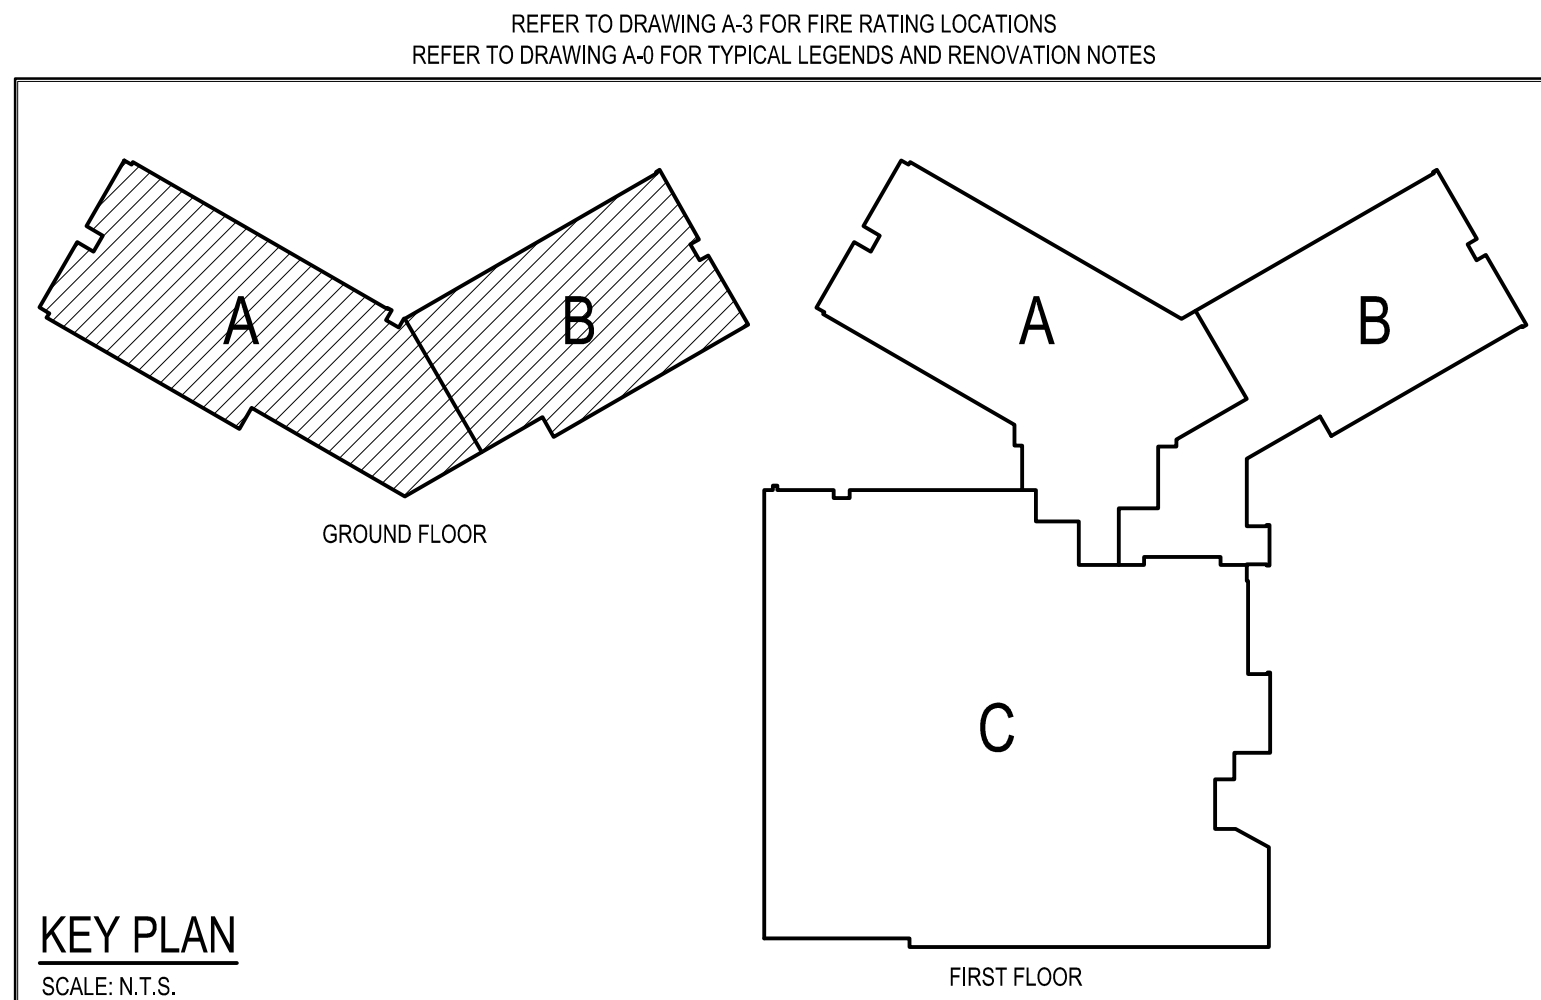 REFER TO DRAWING A-3 FOR FIRE RATING LOCATIONS
REFER TO DRAWING A-0 FOR TYPICAL LEGENDS AND RENOVATION NOTES
A
B
GROUND FLOOR
A
B
C
FIRST FLOOR
KEY PLAN
SCALE: N.T.S.